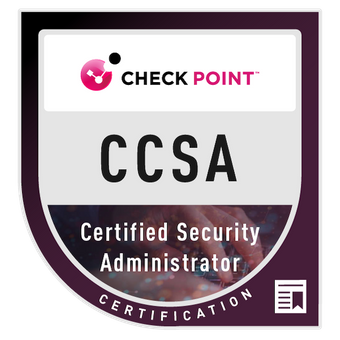 CHECK POINT™
CCSA
Certified Security
Administrator
CERTIFICATION